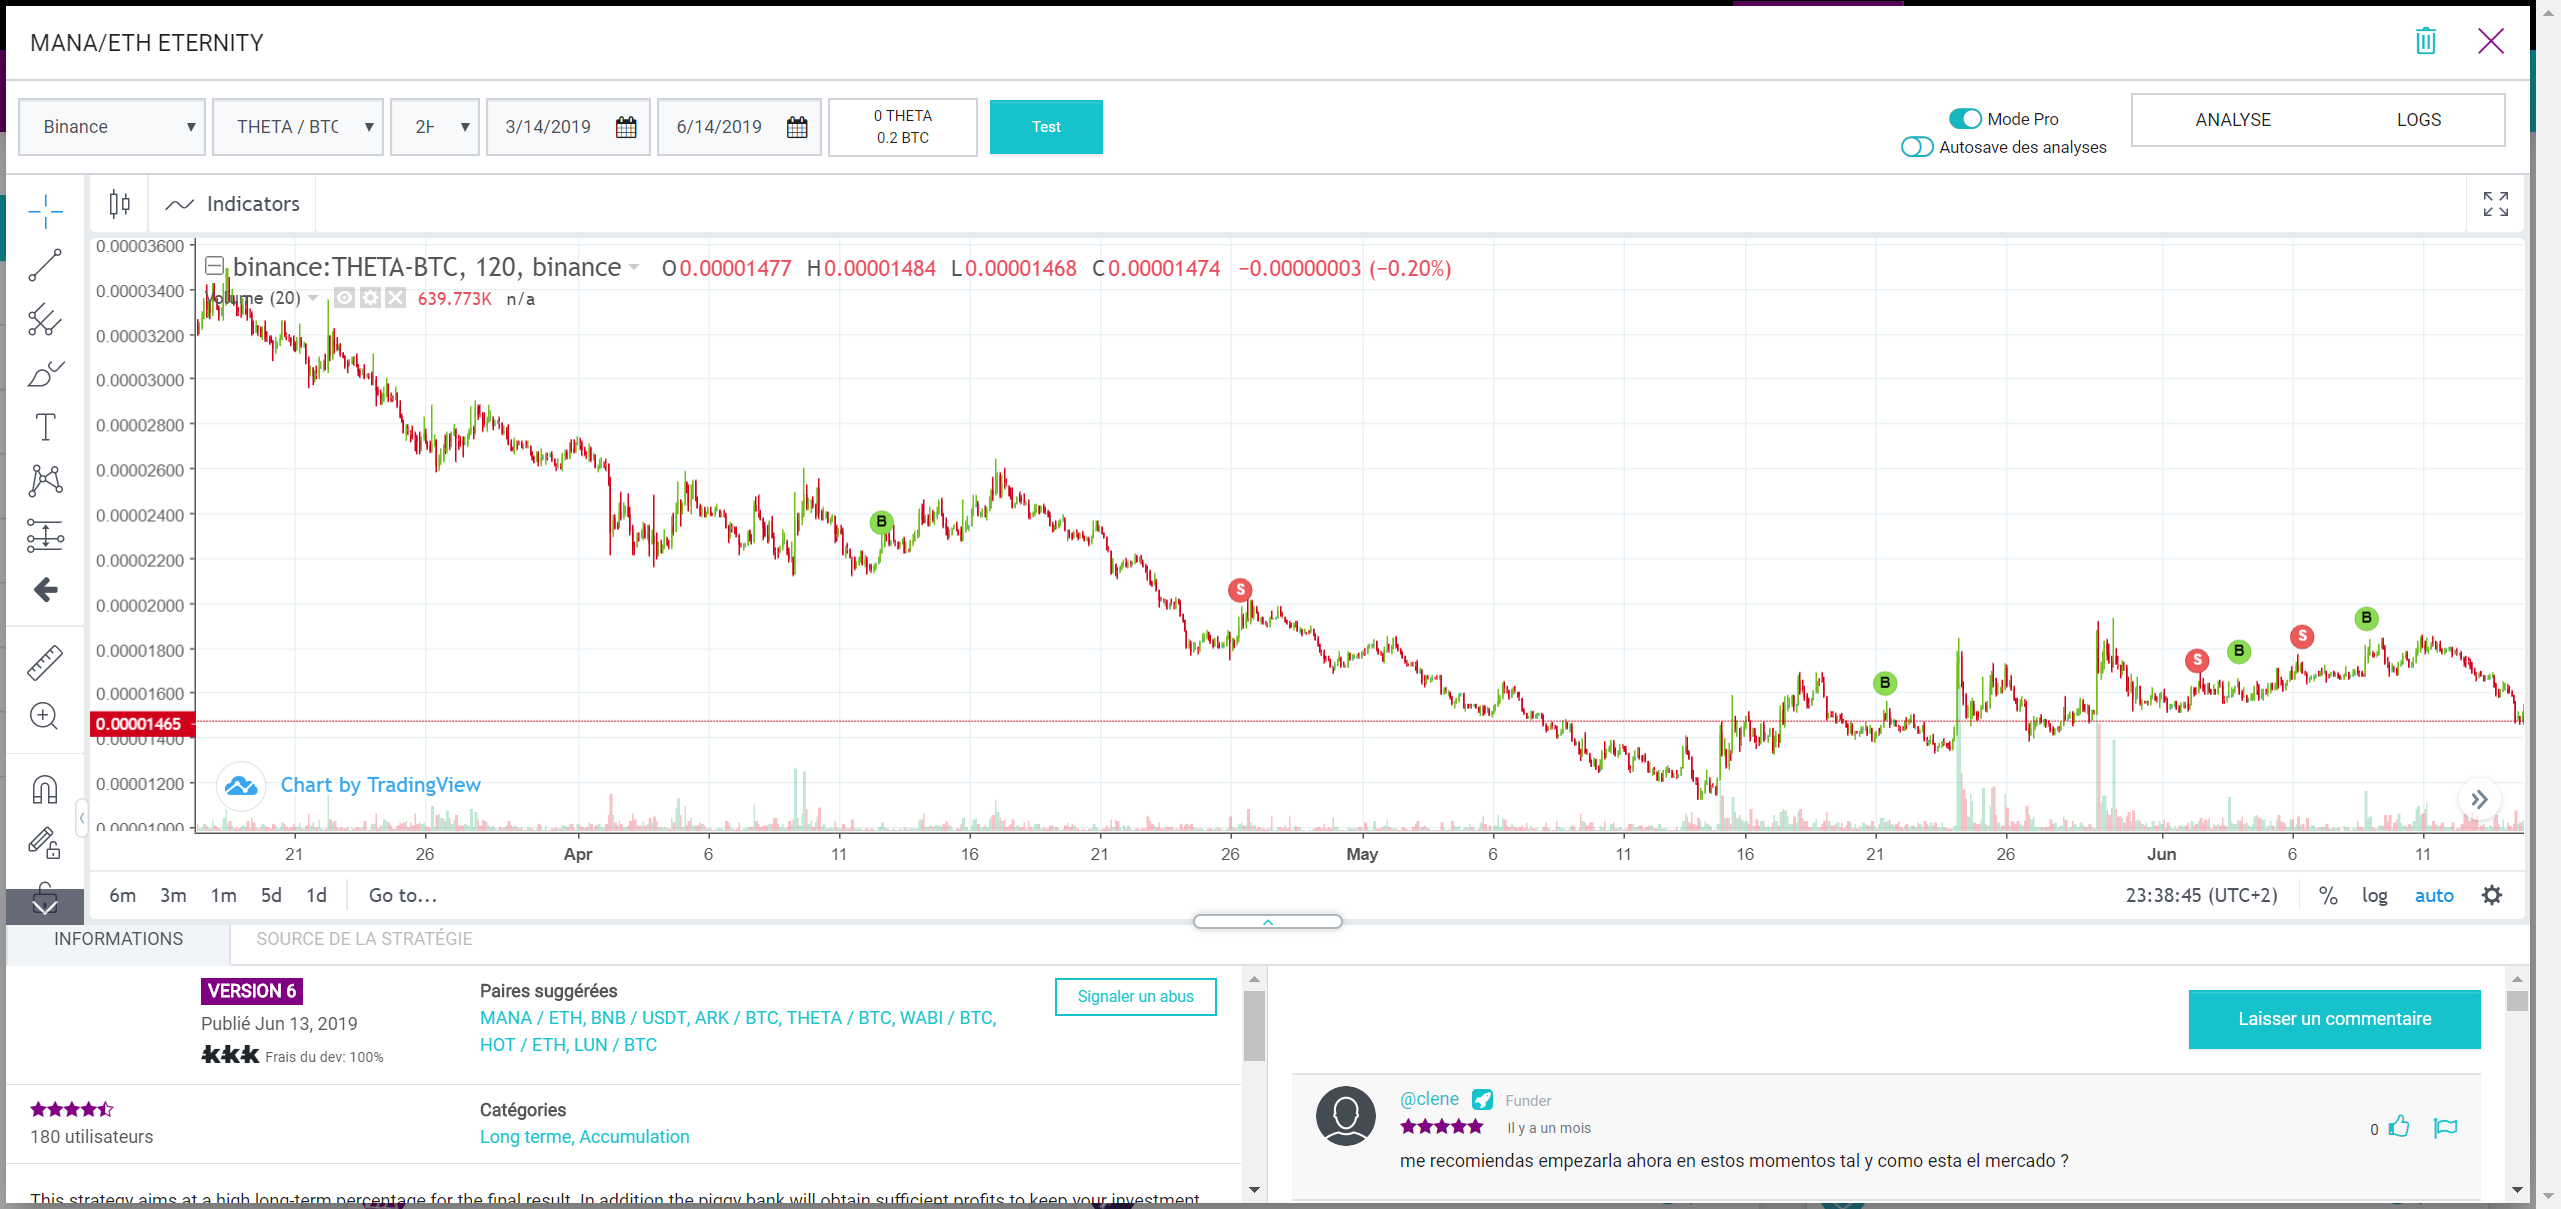 MANA/ETH ETERNITY
Binance
THETA / BTC
2H
3/14/2019
6/14/2019
0 THETA
0.2 BTC
Test
Mode Pro
Autosave des analyses
ANALYSE
LOGS
Indicators
binance:THETA-BTC, 120, binance O0.00001477 H0.00001484 L0.00001468 C0.00001474 −0.00000003 (−0.20%)
Volume (20) 639.773K n/a
0.00003600
0.00003400
0.00003200
0.00003000
0.00002800
0.00002600
0.00002400
0.00002200
0.00002000
0.00001800
0.00001600
0.00001465
0.00001400
0.00001200
0.00001000
B
S
B
S
B
S
B
Chart by TradingView
21 26 Apr 6 11 16 21 26 May 6 11 16 21 26 Jun 6 11
6m 3m 1m 5d 1d Go to...
23:38:45 (UTC+2) % log auto
INFORMATIONS
SOURCE DE LA STRATÉGIE
VERSION 6
Publié Jun 13, 2019
Frais du dev: 100%
Paires suggérées
MANA / ETH, BNB / USDT, ARK / BTC, THETA / BTC, WABI / BTC,
HOT / ETH, LUN / BTC
Signaler un abus
180 utilisateurs
Catégories
Long terme, Accumulation
This strategy aims at a high long-term percentage for the final result. In addition the piggy bank will obtain sufficient profits to keep your investment
Laisser un commentaire
@clene Funder
Il y a un mois
0
me recomiendas empezarla ahora en estos momentos tal y como esta el mercado ?